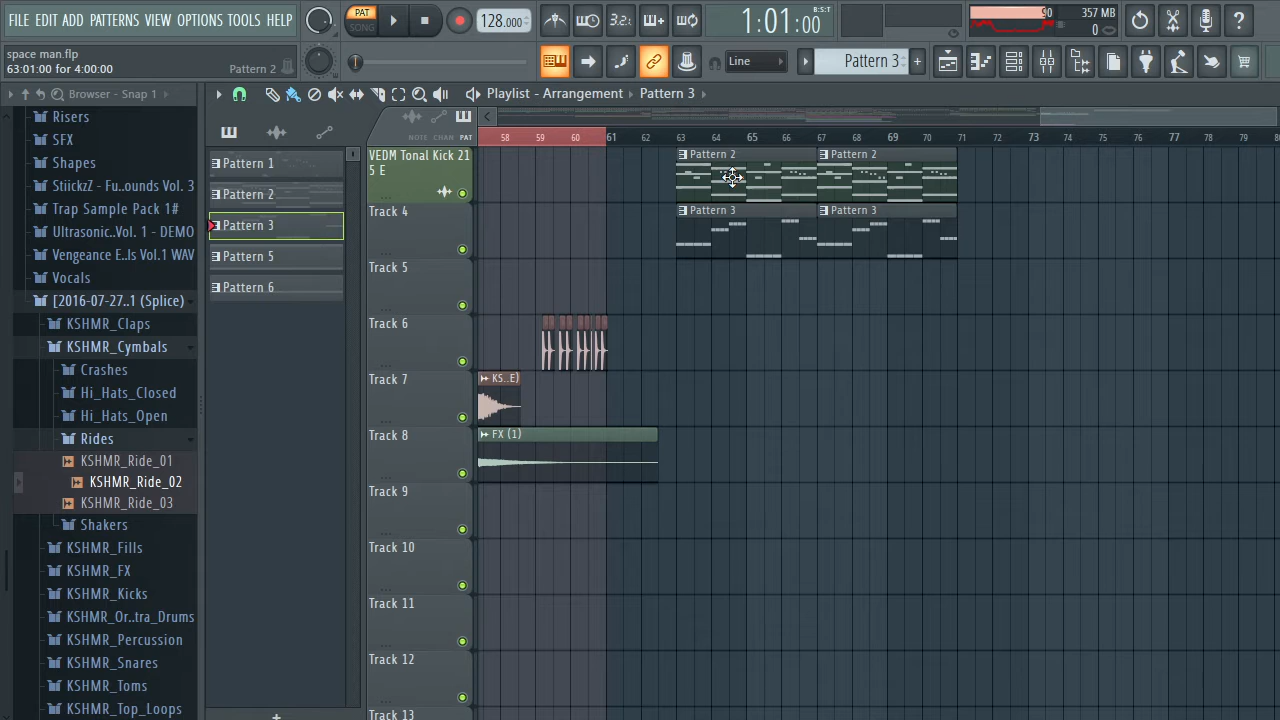 FILE EDIT ADD PATTERNS VIEW OPTIONS TOOLS HELP
PAT
SONG
128.000
3.2:
1:01:00
B:S:T
90
357 MB
0
space man.flp
63:01:00 for 4:00:00
Pattern 2
Line
Pattern 3
+
Browser - Snap 1
Playlist - Arrangement
Pattern 3
NOTE CHAN PAT
58 59 60 61 62 63 64 65 66 67 68 69 70 71 72 73 74 75 76 77 78 79 80
Risers
SFX
Shapes
StiickzZ - Fu..ounds Vol. 3
Trap Sample Pack 1#
Ultrasonic..Vol. 1 - DEMO
Vengeance E..ls Vol.1 WAV
Vocals
[2016-07-27..1 (Splice)
KSHMR_Claps
KSHMR_Cymbals
Crashes
Hi_Hats_Closed
Hi_Hats_Open
Rides
KSHMR_Ride_01
KSHMR_Ride_02
KSHMR_Ride_03
Shakers
KSHMR_Fills
KSHMR_FX
KSHMR_Kicks
KSHMR_Or..tra_Drums
KSHMR_Percussion
KSHMR_Snares
KSHMR_Toms
KSHMR_Top_Loops
Pattern 1
Pattern 2
Pattern 3
Pattern 5
Pattern 6
+
VEDM Tonal Kick 21
5 E
Track 4
Track 5
Track 6
Track 7
Track 8
Track 9
Track 10
Track 11
Track 12
Track 13
Pattern 2
Pattern 2
Pattern 3
Pattern 3
KS..E)
FX (1)